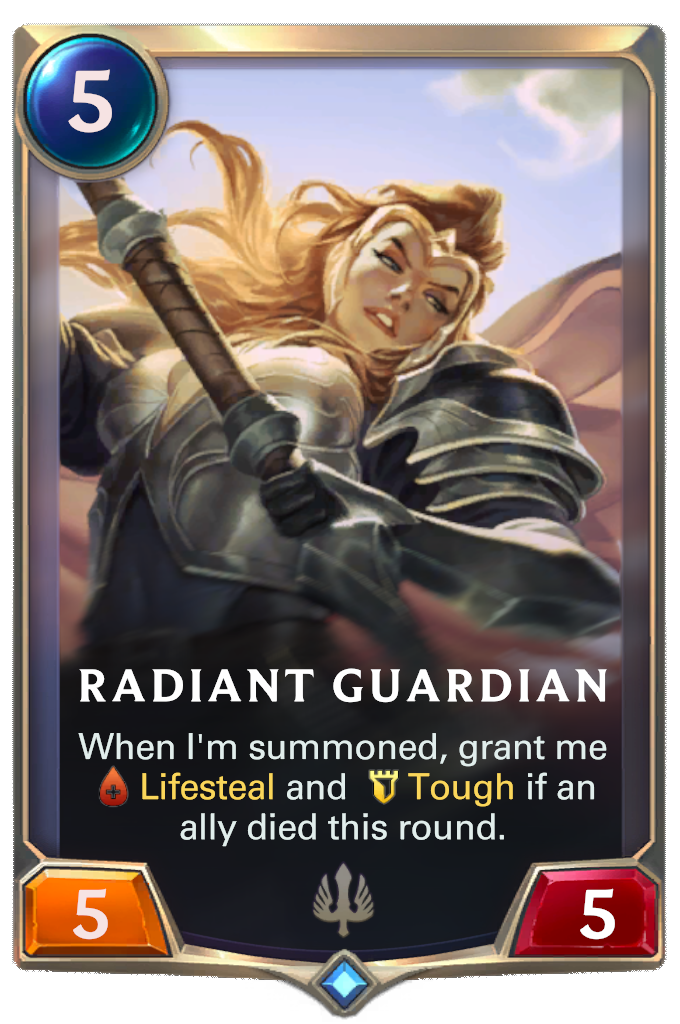 5
RADIANT GUARDIAN
When I'm summoned, grant me
Lifesteal and Tough if an
ally died this round.
5 5